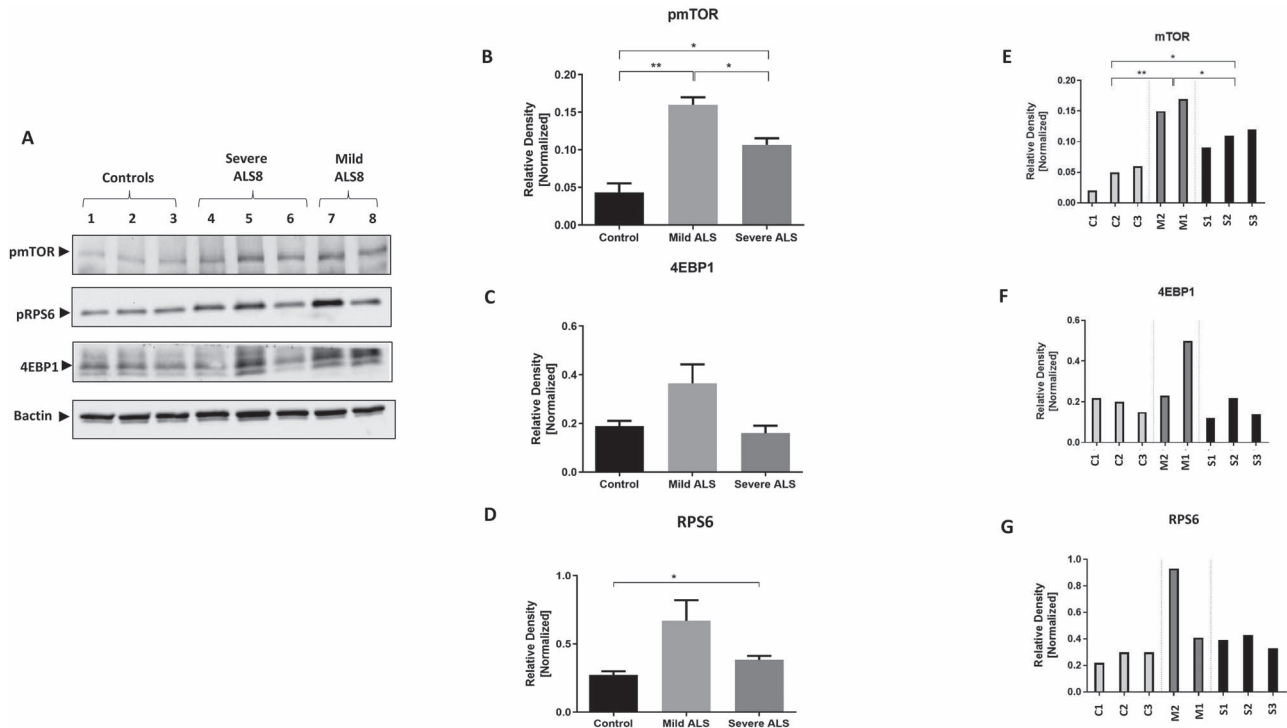 A
Controls
Severe
ALS8
Mild
ALS8
1 2 3 4 5 6 7 8
pmTOR
pRPS6
4EBP1
Bactin
B
pmTOR
* ** *
Relative Density
[Normalized]
0.20
0.15
0.10
0.05
0.00
Control Mild ALS Severe ALS
C
4EBP1
Relative Density
[Normalized]
0.6
0.4
0.2
0.0
Control Mild ALS Severe ALS
D
RPS6
*
Relative Density
[Normalized]
1.0
0.5
0.0
Control Mild ALS Severe ALS
E
mTOR
* ** *
Relative Density
[Normalized]
0.20
0.15
0.10
0.05
0.00
C1 C2 C3 M2 M1 S1 S2 S3
F
4EBP1
Relative Density
[Normalized]
0.6
0.4
0.2
0.0
C1 C2 C3 M2 M1 S1 S2 S3
G
RPS6
Relative Density
[Normalized]
1.0
0.8
0.6
0.4
0.2
0.0
C1 C2 C3 M2 M1 S1 S2 S3